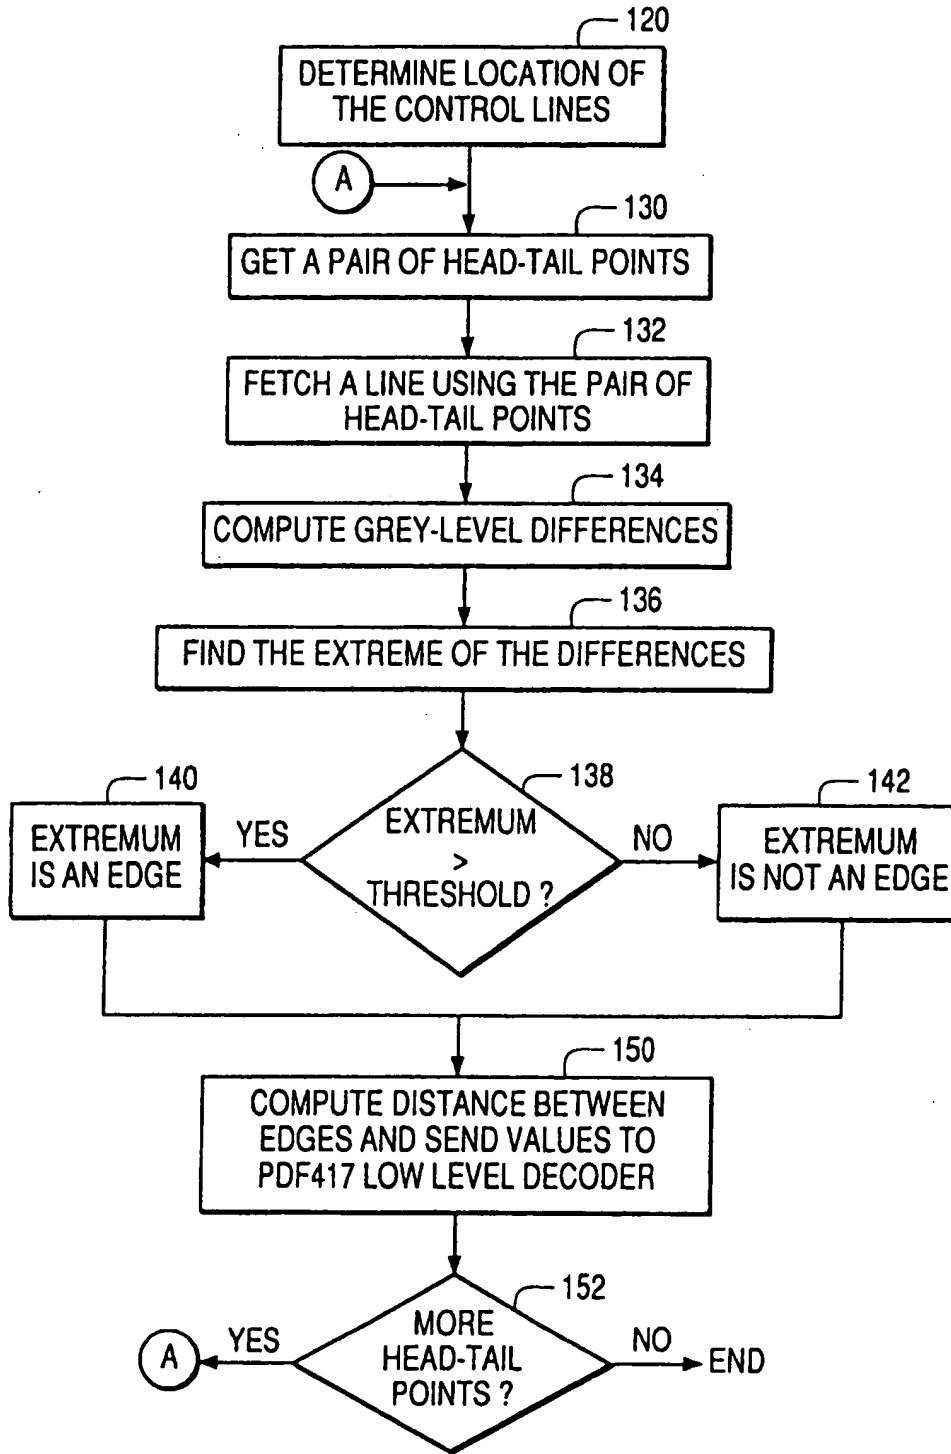 120
DETERMINE LOCATION OF
THE CONTROL LINES
A
130
GET A PAIR OF HEAD-TAIL POINTS
132
FETCH A LINE USING THE PAIR OF
HEAD-TAIL POINTS
134
COMPUTE GREY-LEVEL DIFFERENCES
136
FIND THE EXTREME OF THE DIFFERENCES
138
140
142
EXTREMUM
IS AN EDGE
YES
EXTREMUM
>
THRESHOLD ?
NO
EXTREMUM
IS NOT AN EDGE
150
COMPUTE DISTANCE BETWEEN
EDGES AND SEND VALUES TO
PDF417 LOW LEVEL DECODER
152
A
YES
MORE
HEAD-TAIL
POINTS ?
NO
END